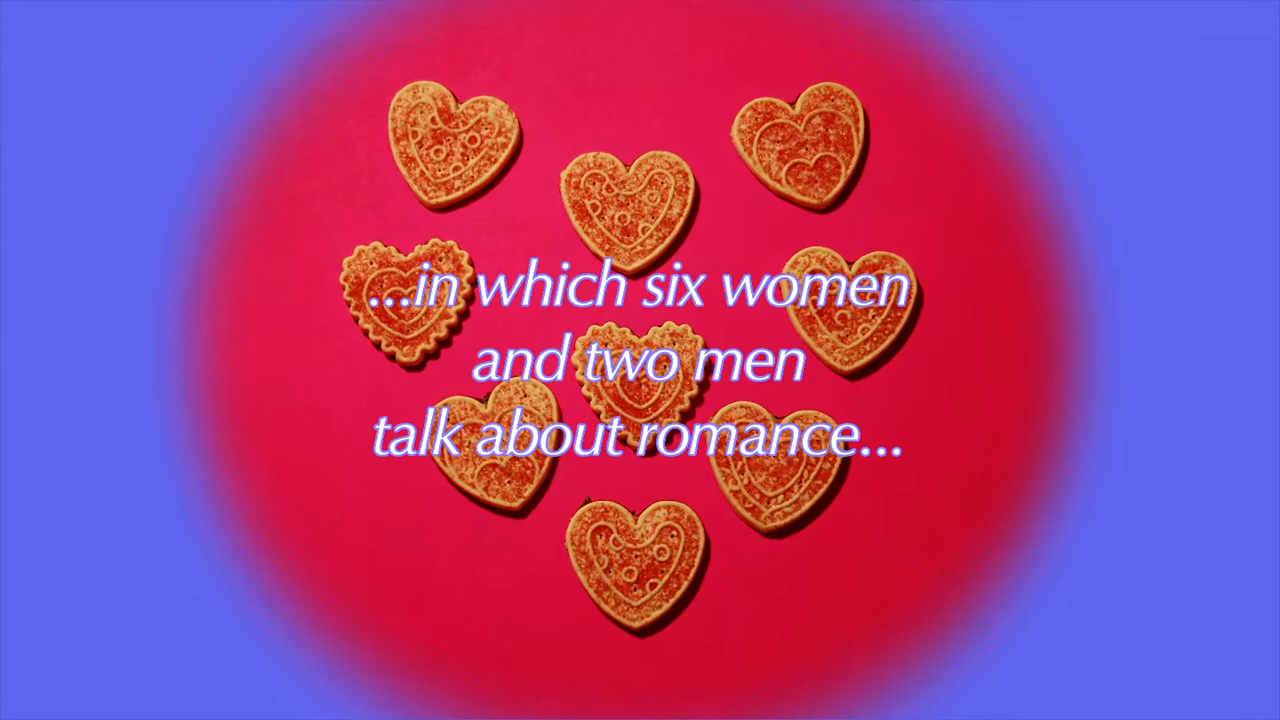 ...in which six women
and two men
talk about romance...